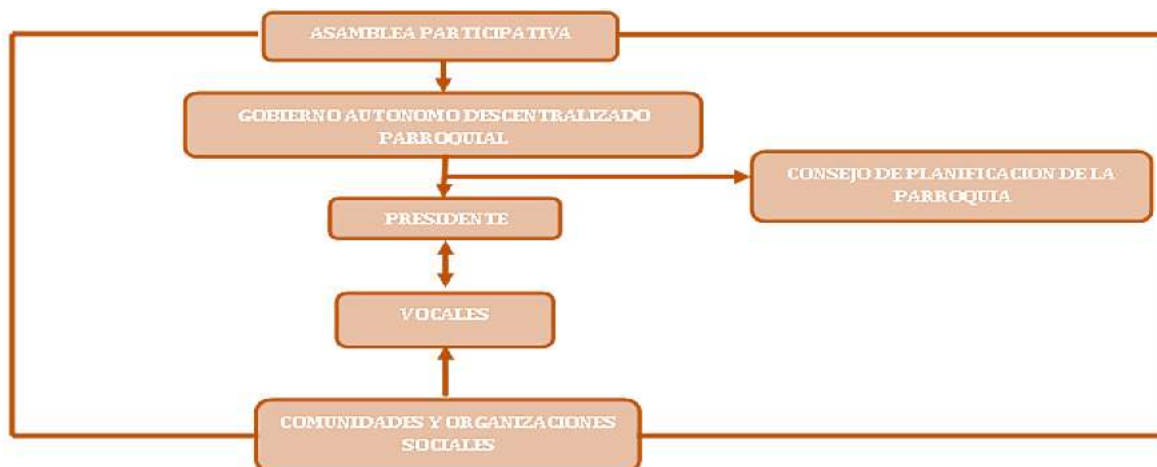 ASAMBLEA PARTICIPATIVA
GOBIERNO AUTONOMO DESCENTRALIZADO
PARROQUIAL
CONSEJO DE PLANIFICACION DE LA
PARROQUIA
PRESIDENTE
VOCALES
COMUNIDADES Y ORGANIZACIONES
SOCIALES